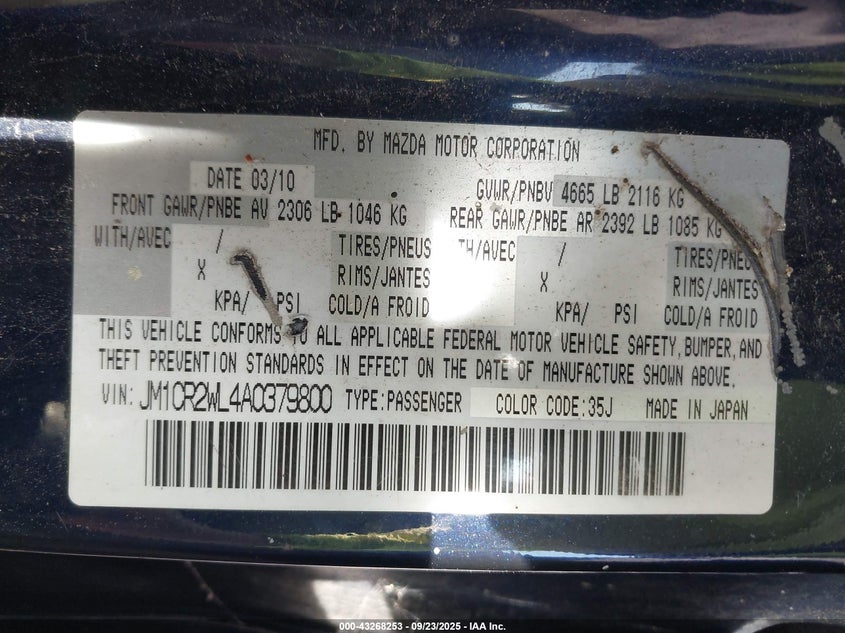 MFD. BY MAZDA MOTOR CORPORATION
DATE 03/10 GVWR/PNBV 4665 LB 2116 KG
FRONT GAWR/PNBE AV 2306 LB 1046 KG REAR GAWR/PNBE AR 2392 LB 1085 KG
WITH/AVEC / TIRES/PNEUS TH/AVEC / TIRES/PNEU
X RIMS/JANTES X RIMS/JANTES
KPA/ PSI COLD/A FROID KPA/ PSI COLD/A FROID
THIS VEHICLE CONFORMS TO ALL APPLICABLE FEDERAL MOTOR VEHICLE SAFETY, BUMPER, AND
THEFT PREVENTION STANDARDS IN EFFECT ON THE DATE OF MANUFACTURE SHOWN ABOVE.
VIN: JM1CR2WL4A0379800 TYPE:PASSENGER COLOR CODE:35J MADE IN JAPAN
000-43268253 - 09/23/2025 - IAA Inc.